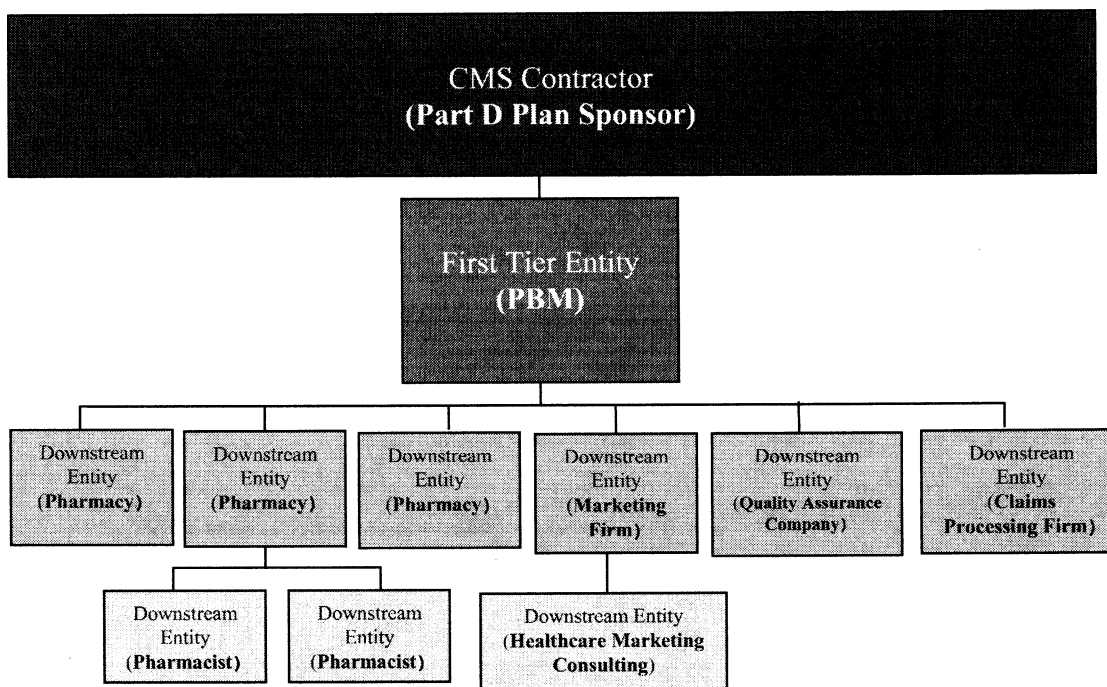 CMS Contractor
(Part D Plan Sponsor)
First Tier Entity
(PBM)
Downstream
Entity
(Pharmacy)
Downstream
Entity
(Pharmacy)
Downstream
Entity
(Pharmacy)
Downstream
Entity
(Marketing
Firm)
Downstream
Entity
(Quality Assurance
Company)
Downstream
Entity
(Claims
Processing Firm)
Downstream
Entity
(Pharmacist)
Downstream
Entity
(Pharmacist)
Downstream Entity
(Healthcare Marketing
Consulting)